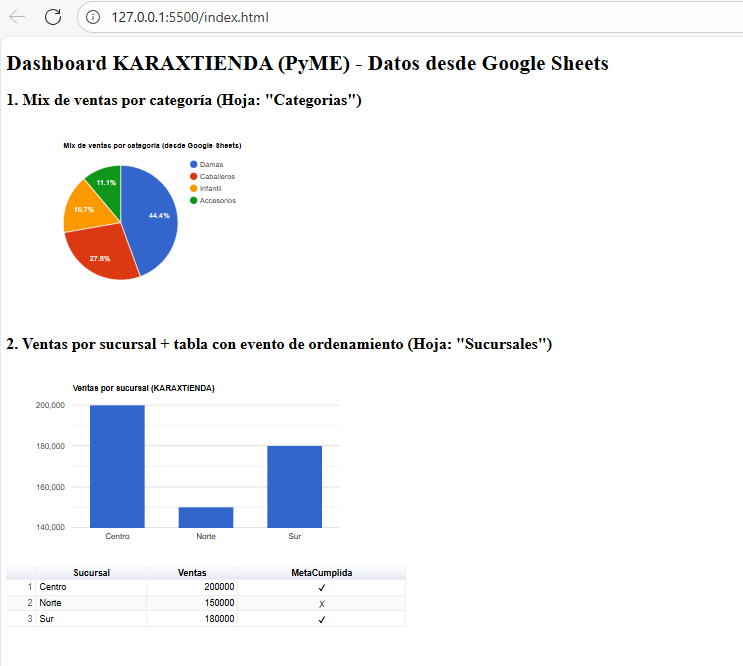 127.0.0.1:5500/index.html
Dashboard KARAXTIENDA (PyME) - Datos desde Google Sheets
1. Mix de ventas por categoría (Hoja: "Categorias")
Mix de ventas por categoría (desde Google Sheets)
Damas
Caballeros
Infantil
Accesorios
11.1%
16.7%
44.4%
27.8%
2. Ventas por sucursal + tabla con evento de ordenamiento (Hoja: "Sucursales")
Ventas por sucursal (KARAXTIENDA)
200,000
180,000
160,000
140,000
Centro Norte Sur
Sucursal Ventas MetaCumplida
1 Centro 200000 ✓
2 Norte 150000 ✗
3 Sur 180000 ✓